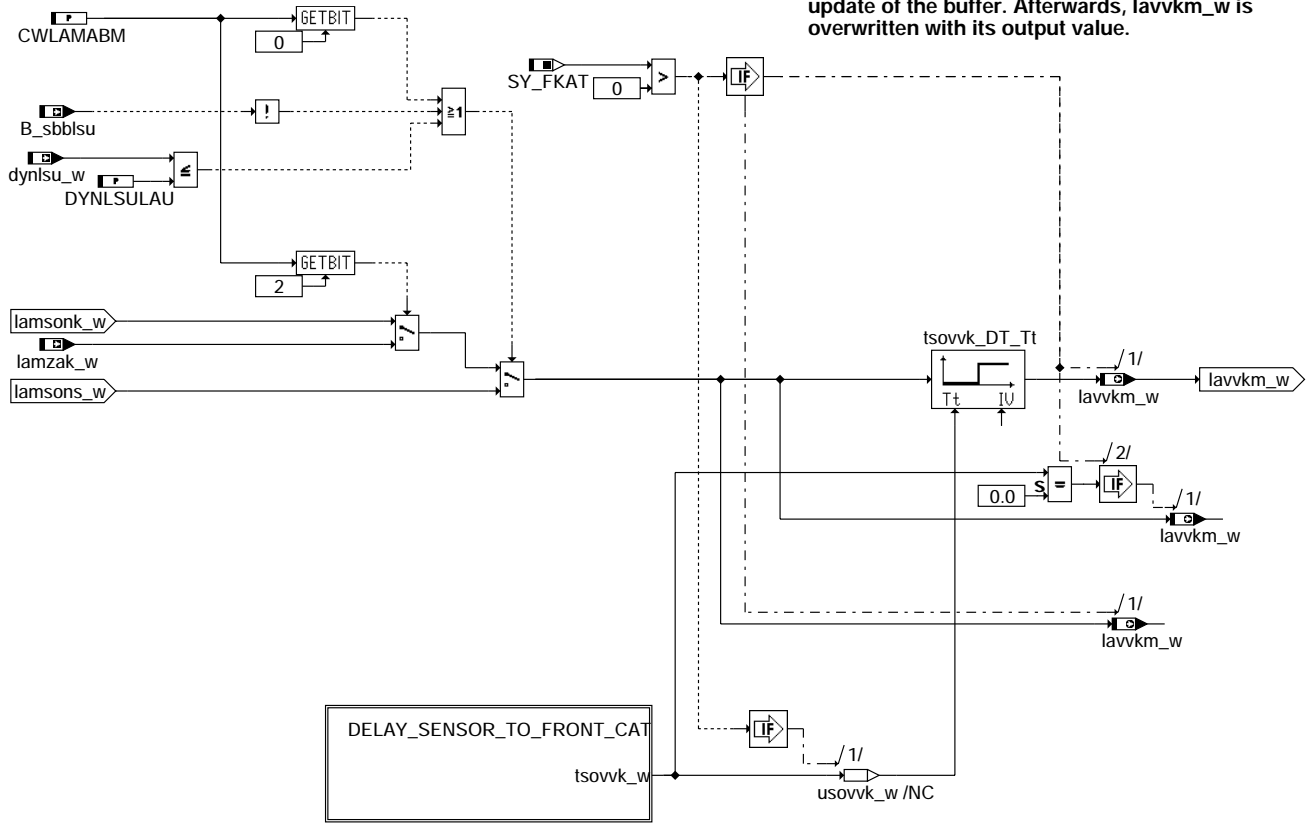 update of the buffer. Afterwards, lavvkm_w is
overwritten with its output value.
CWLAMABM
GETBIT
0
SY_FKAT
0
>
IF
B_sbblsu
!
≥1
dynlsu_w
DYNLSULAU
≤
GETBIT
2
lamsonk_w
lamzak_w
lamsons_w
tsovvk_DT_Tt
Tt IV
/1/
lavvkm_w
lavvkm_w
/2/
0.0
S =
IF
/1/
lavvkm_w
/1/
lavvkm_w
DELAY_SENSOR_TO_FRONT_CAT
tsovvk_w
IF
/1/
usovvk_w /NC